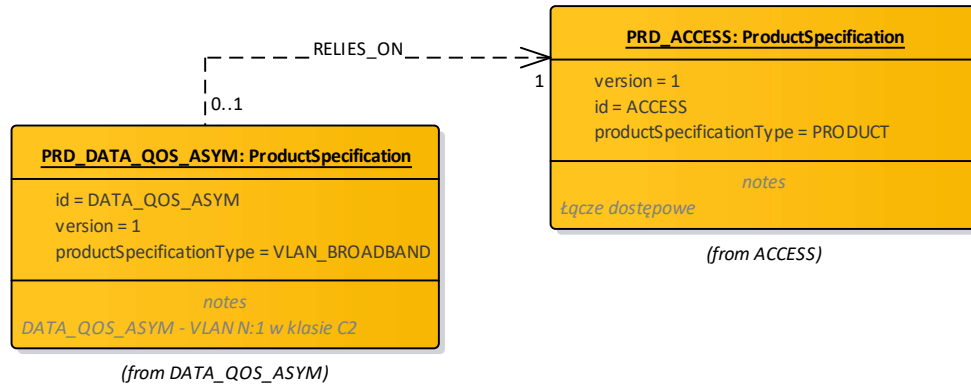 PRD_ACCESS: ProductSpecification
version = 1
id = ACCESS
productSpecificationType = PRODUCT
notes
Łącze dostępowe
(from ACCESS)
RELIES_ON
1
0..1
PRD_DATA_QOS_ASYM: ProductSpecification
id = DATA_QOS_ASYM
version = 1
productSpecificationType = VLAN_BROADBAND
notes
DATA_QOS_ASYM - VLAN N:1 w klasie C2
(from DATA_QOS_ASYM)